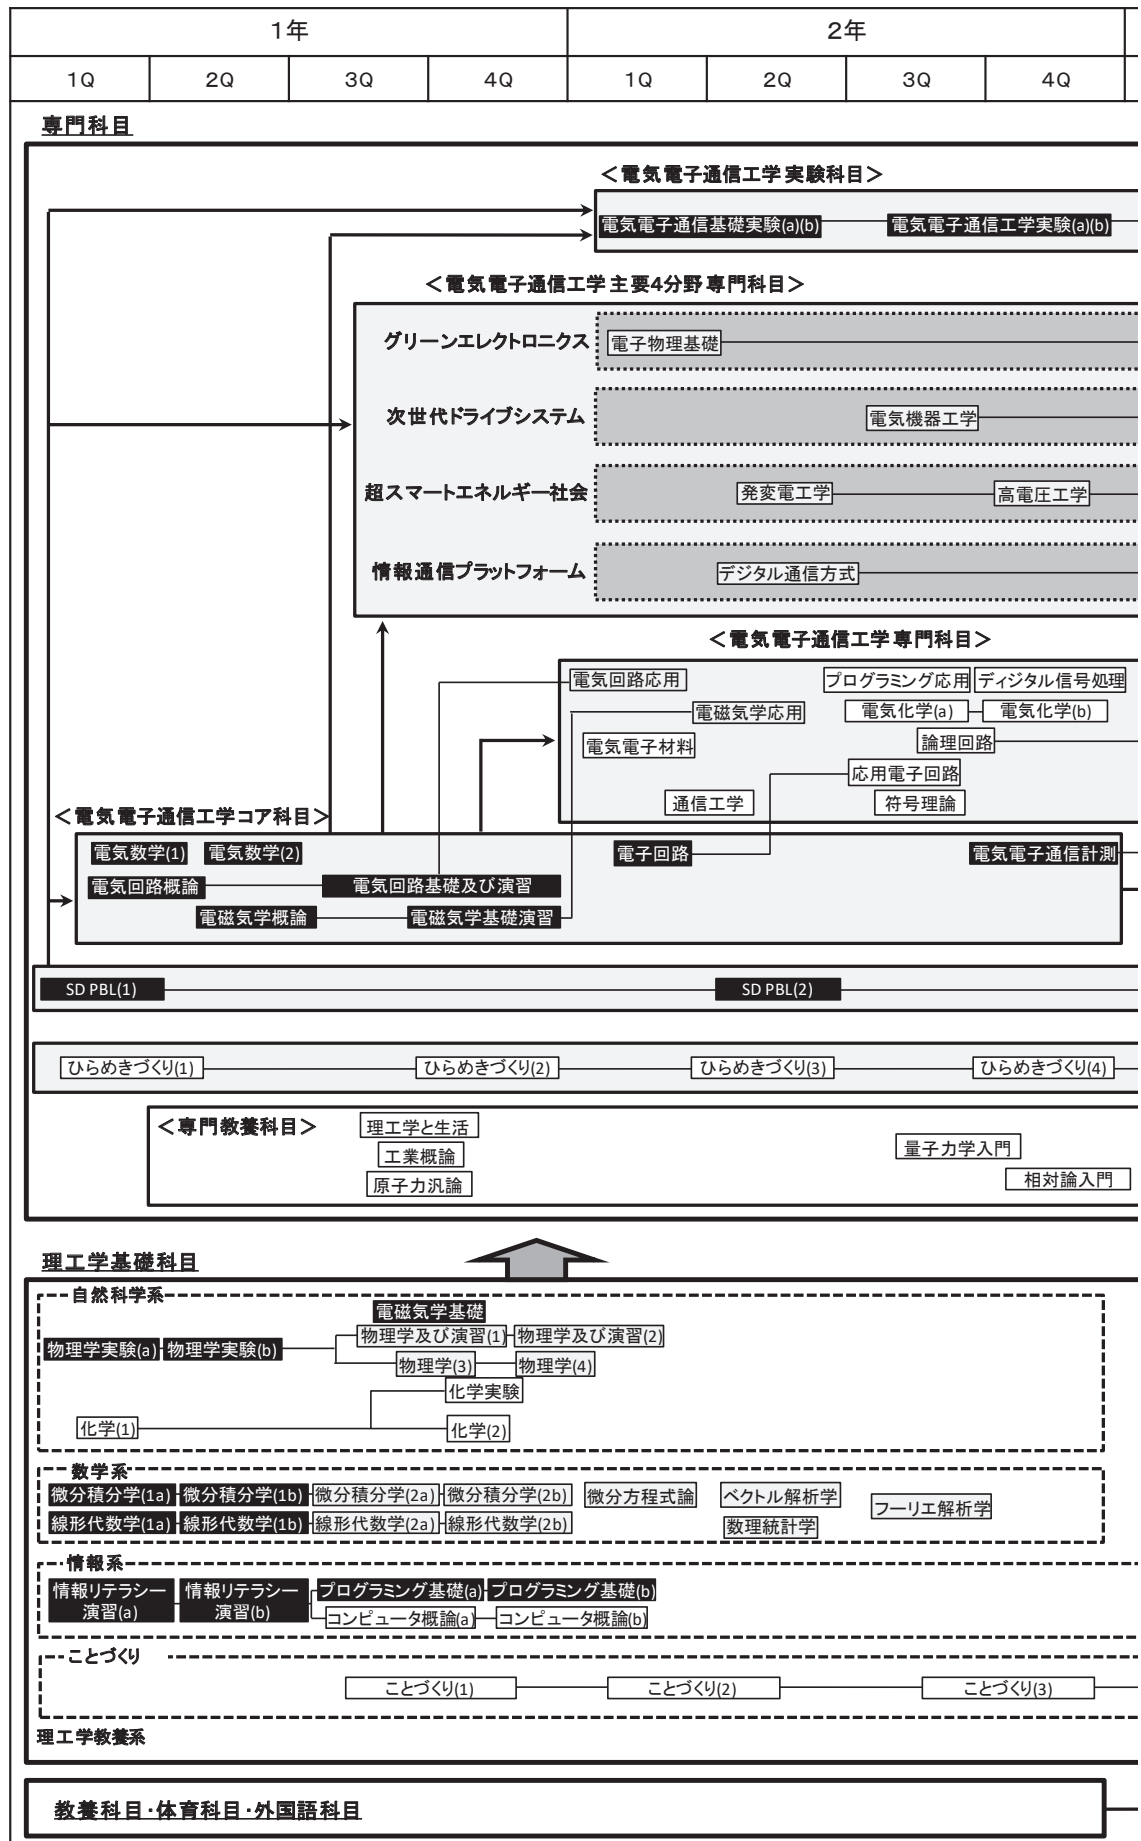 1年 2年
1Q 2Q 3Q 4Q 1Q 2Q 3Q 4Q
専門科目
＜電気電子通信工学実験科目＞
電気電子通信基礎実験(a)(b) 電気電子通信工学実験(a)(b)
＜電気電子通信工学 主要4分野 専門科目＞
グリーンエレクトロニクス 電子物理基礎
次世代ドライブシステム 電気機器工学
超スマートエネルギー社会 発変電工学 高電圧工学
情報通信プラットフォーム デジタル通信方式
＜電気電子通信工学専門科目＞
電気回路応用 プログラミング応用 ディジタル信号処理
電磁気学応用 電気化学(a) 電気化学(b)
電気電子材料 論理回路
応用電子回路
通信工学 符号理論
＜電気電子通信工学コア科目＞
電気数学(1) 電気数学(2) 電子回路 電気電子通信計測
電気回路概論 電気回路基礎及び演習
電磁気学概論 電磁気学基礎演習
SD PBL(1) SD PBL(2)
ひらめきづくり(1) ひらめきづくり(2) ひらめきづくり(3) ひらめきづくり(4)
＜専門教養科目＞ 理工学と生活
工業概論 量子力学入門
原子力汎論 相対論入門
理工学基礎科目
自然科学系
電磁気学基礎
物理学及び演習(1) 物理学及び演習(2)
物理学実験(a) 物理学実験(b)
物理学(3) 物理学(4)
化学実験
化学(1) 化学(2)
数学系
微分積分学(1a) 微分積分学(1b) 微分積分学(2a) 微分積分学(2b) 微分方程式論 ベクトル解析学
フーリエ解析学
線形代数学(1a) 線形代数学(1b) 線形代数学(2a) 線形代数学(2b) 数理統計学
情報系
情報リテラシー 情報リテラシー プログラミング基礎(a) プログラミング基礎(b)
演習(a) 演習(b) コンピュータ概論(a) コンピュータ概論(b)
ことづくり
ことづくり(1) ことづくり(2) ことづくり(3)
理工学教養系
教養科目・体育科目・外国語科目